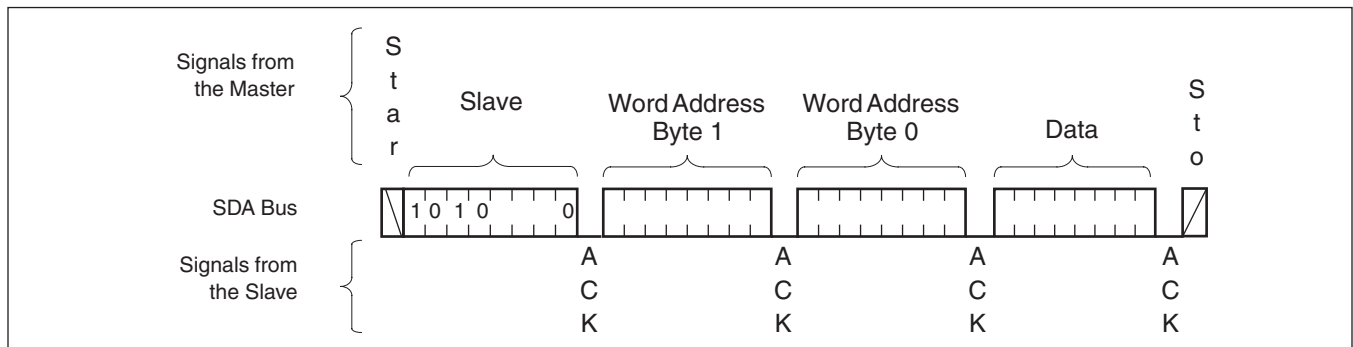 Signals from
the Master
S
t
a
r
Slave
Word Address
Byte 1
Word Address
Byte 0
Data
S
t
o
SDA Bus
1 0 1 0 0
Signals from
the Slave
A
C
K
A
C
K
A
C
K
A
C
K